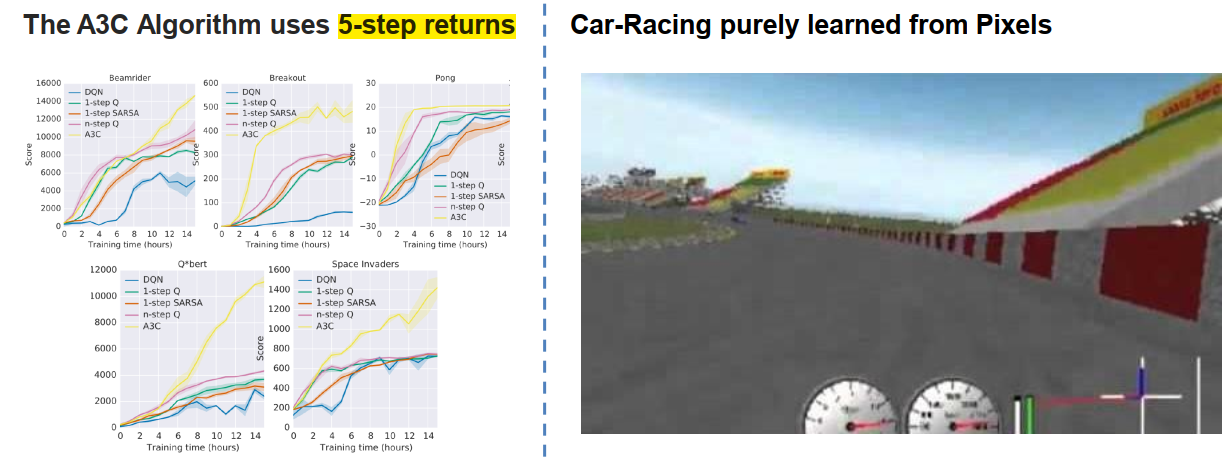 The A3C Algorithm uses 5-step returns
Beamrider
Score
16000
14000
12000
10000
8000
6000
4000
2000
0
DQN
1-step Q
1-step SARSA
n-step Q
A3C
0 2 4 6 8 10 12 14
Training time (hours)
Breakout
Score
600
500
400
300
200
100
0
DQN
1-step Q
1-step SARSA
n-step Q
A3C
0 2 4 6 8 10 12 14
Training time (hours)
Pong
Score
30
20
10
0
−10
−20
−30
DQN
1-step Q
1-step SARSA
n-step Q
A3C
0 2 4 6 8 10 12 14
Training time (hours)
Q*bert
Score
12000
10000
8000
6000
4000
2000
0
DQN
1-step Q
1-step SARSA
n-step Q
A3C
0 2 4 6 8 10 12 14
Training time (hours)
Space Invaders
Score
1600
1400
1200
1000
800
600
400
200
0
DQN
1-step Q
1-step SARSA
n-step Q
A3C
0 2 4 6 8 10 12 14
Training time (hours)
Car-Racing purely learned from Pixels